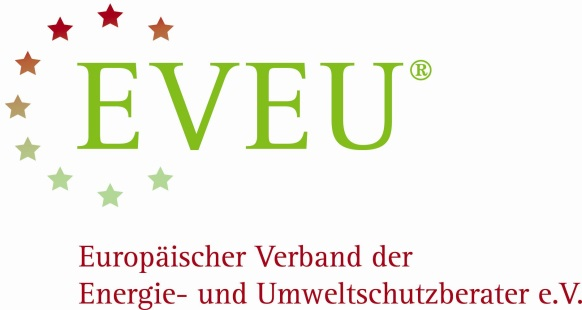 EVEU®
Europäischer Verband der
Energie- und Umweltschutzberater e.V.